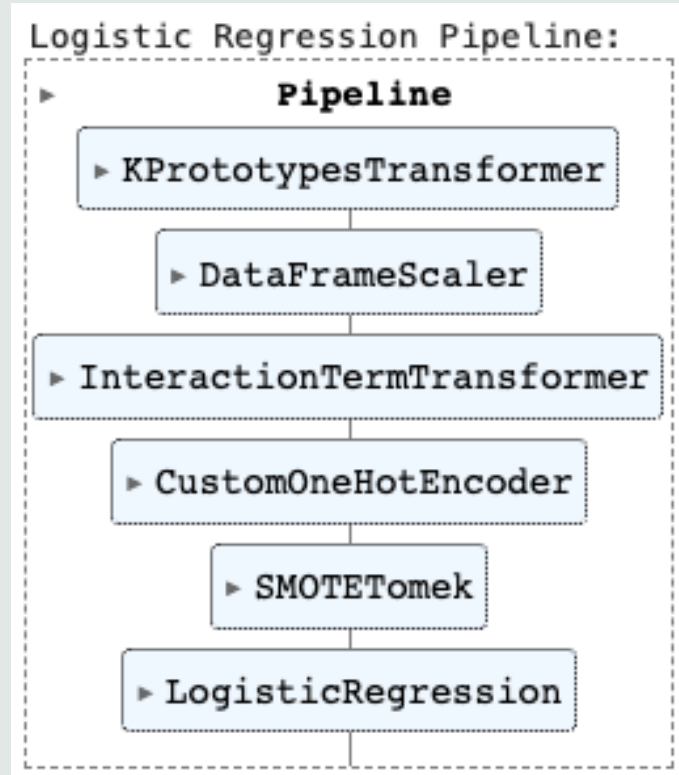 Logistic Regression Pipeline:
Pipeline
KPrototypesTransformer
DataFrameScaler
InteractionTermTransformer
CustomOneHotEncoder
SMOTETomek
LogisticRegression